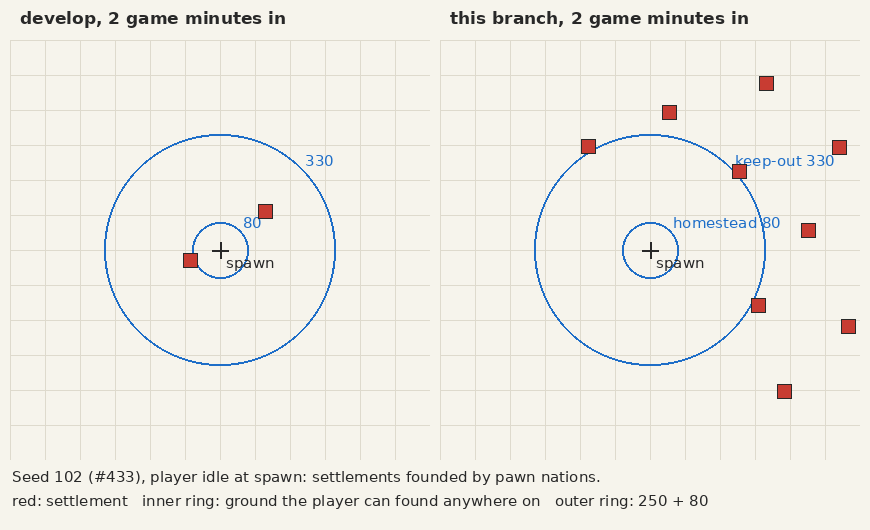 develop, 2 game minutes in
330
80
spawn
this branch, 2 game minutes in
keep-out 330
homestead 80
spawn
Seed 102 (#433), player idle at spawn: settlements founded by pawn nations.
red: settlement   inner ring: ground the player can found anywhere on   outer ring: 250 + 80